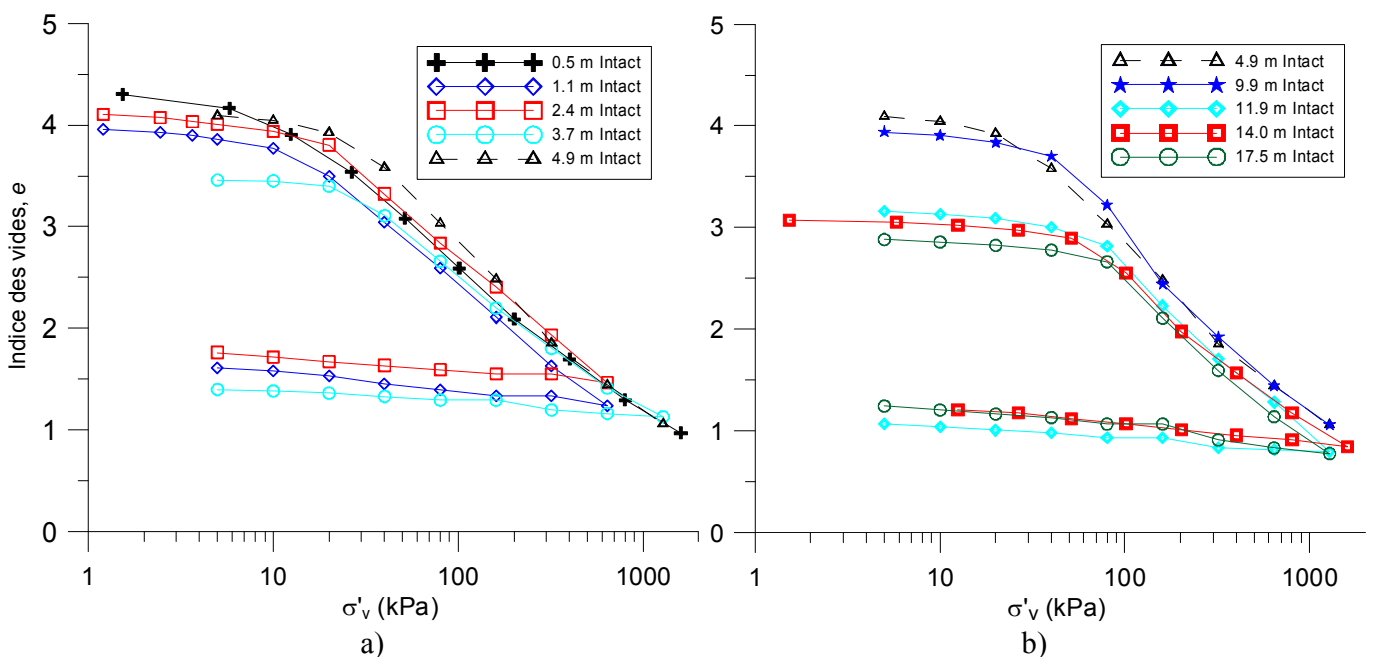 5
4
3
2
1
0
Indice des vides, e
0.5 m Intact
1.1 m Intact
2.4 m Intact
3.7 m Intact
4.9 m Intact
1 10 100 1000
σ'v (kPa)
a)
5
4
3
2
1
0
4.9 m Intact
9.9 m Intact
11.9 m Intact
14.0 m Intact
17.5 m Intact
1 10 100 1000
σ'v (kPa)
b)